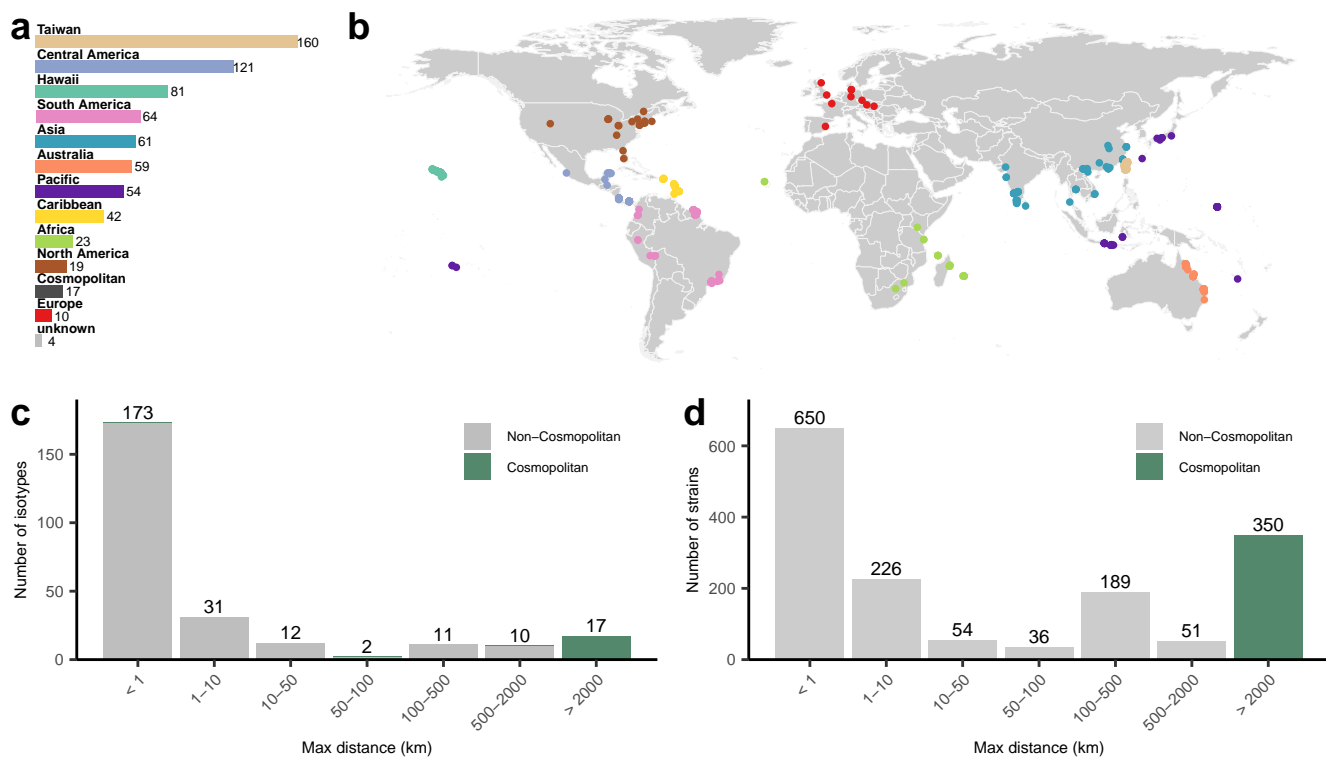 a
Taiwan
160
Central America
121
Hawaii
81
South America
64
Asia
61
Australia
59
Pacific
54
Caribbean
42
Africa
23
North America
19
Cosmopolitan
17
Europe
10
unknown
4
b
c
173
31
12
2
11
10
17
Non−Cosmopolitan
Cosmopolitan
Number of isotypes
150
100
50
0
< 1
1−10
10−50
50−100
100−500
500−2000
> 2000
Max distance (km)
d
650
226
54
36
189
51
350
Non−Cosmopolitan
Cosmopolitan
Number of strains
600
400
200
0
< 1
1−10
10−50
50−100
100−500
500−2000
> 2000
Max distance (km)